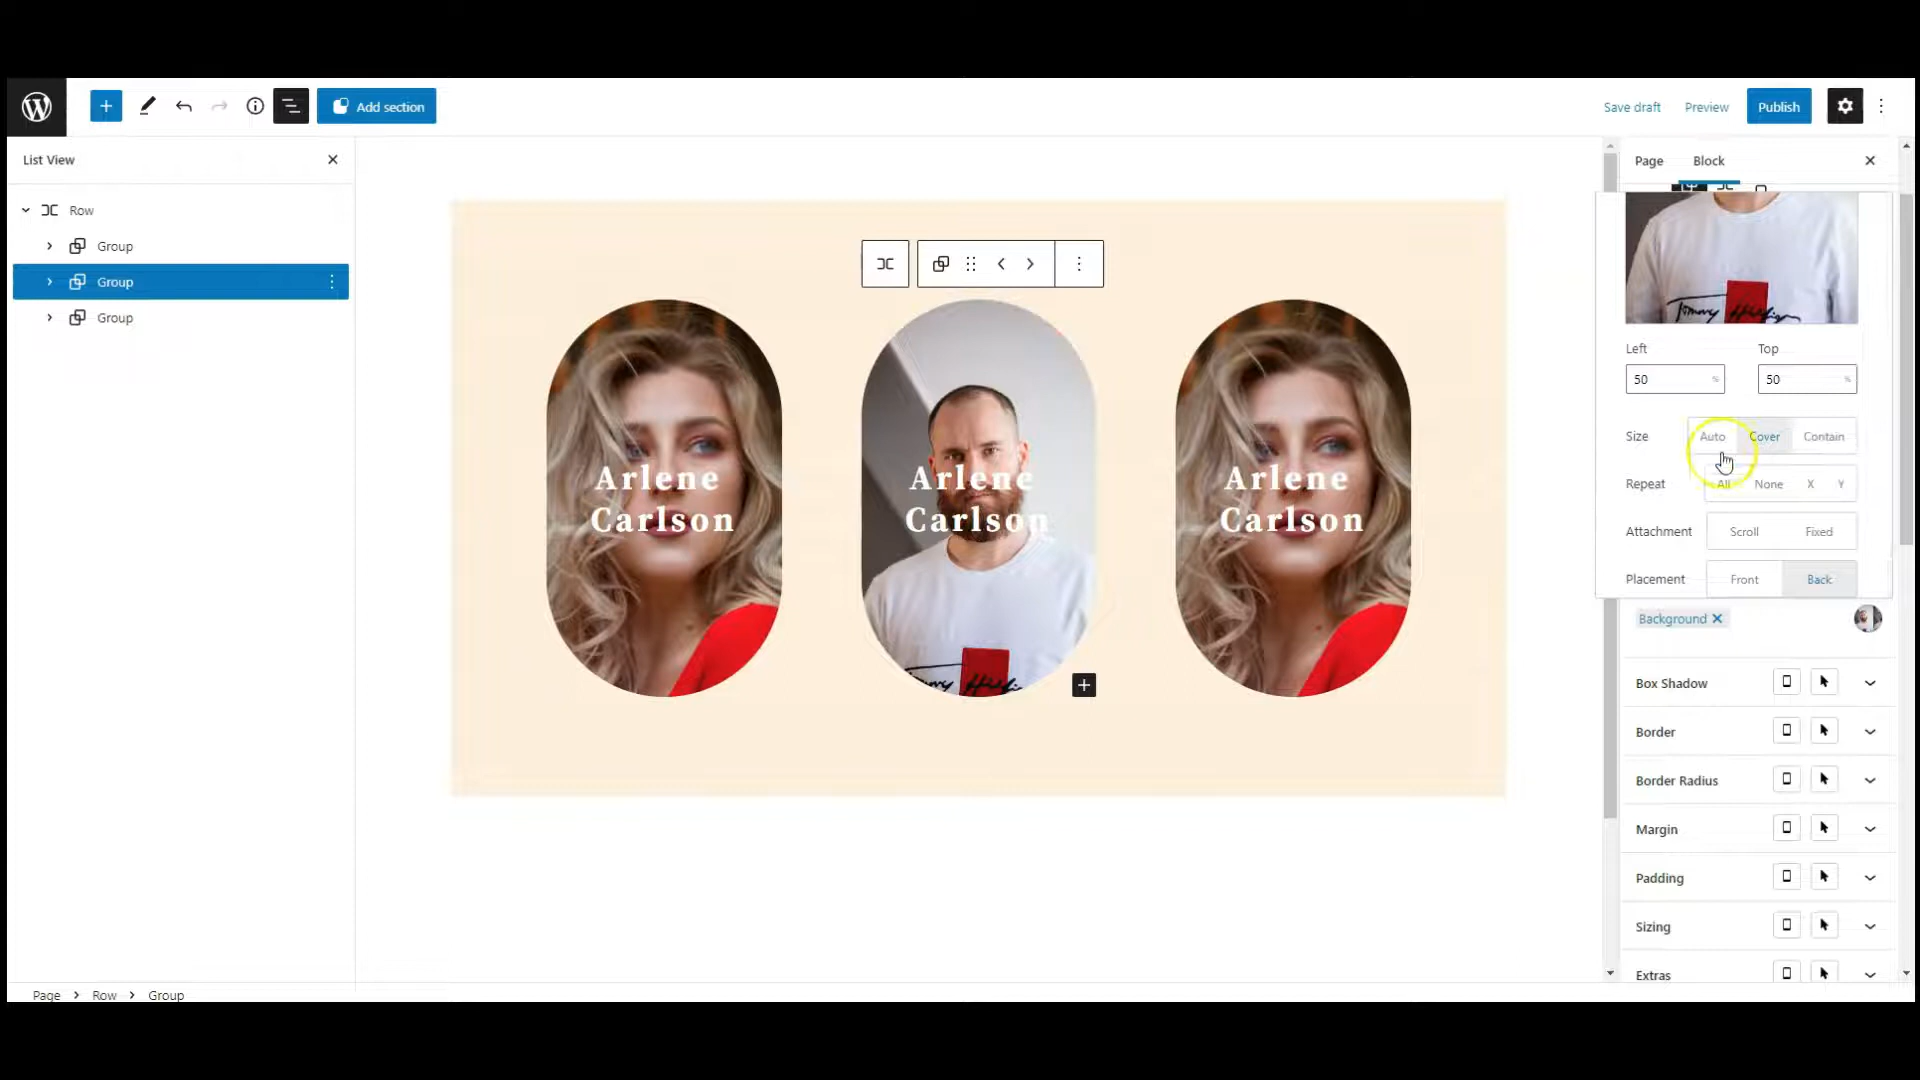 Add section
Save draft
Preview
Publish
List View
Page
Block
Row
Group
Group
Group
Tommy Hilfiger
Left
Top
50
%
50
%
Size
Auto
Cover
Contain
Repeat
All
None
X
Y
Attachment
Scroll
Fixed
Placement
Front
Back
Background
Arlene
Carlson
Arlene
Carlson
Arlene
Carlson
Box Shadow
Border
Border Radius
Margin
Padding
Sizing
Extras
Page > Row > Group